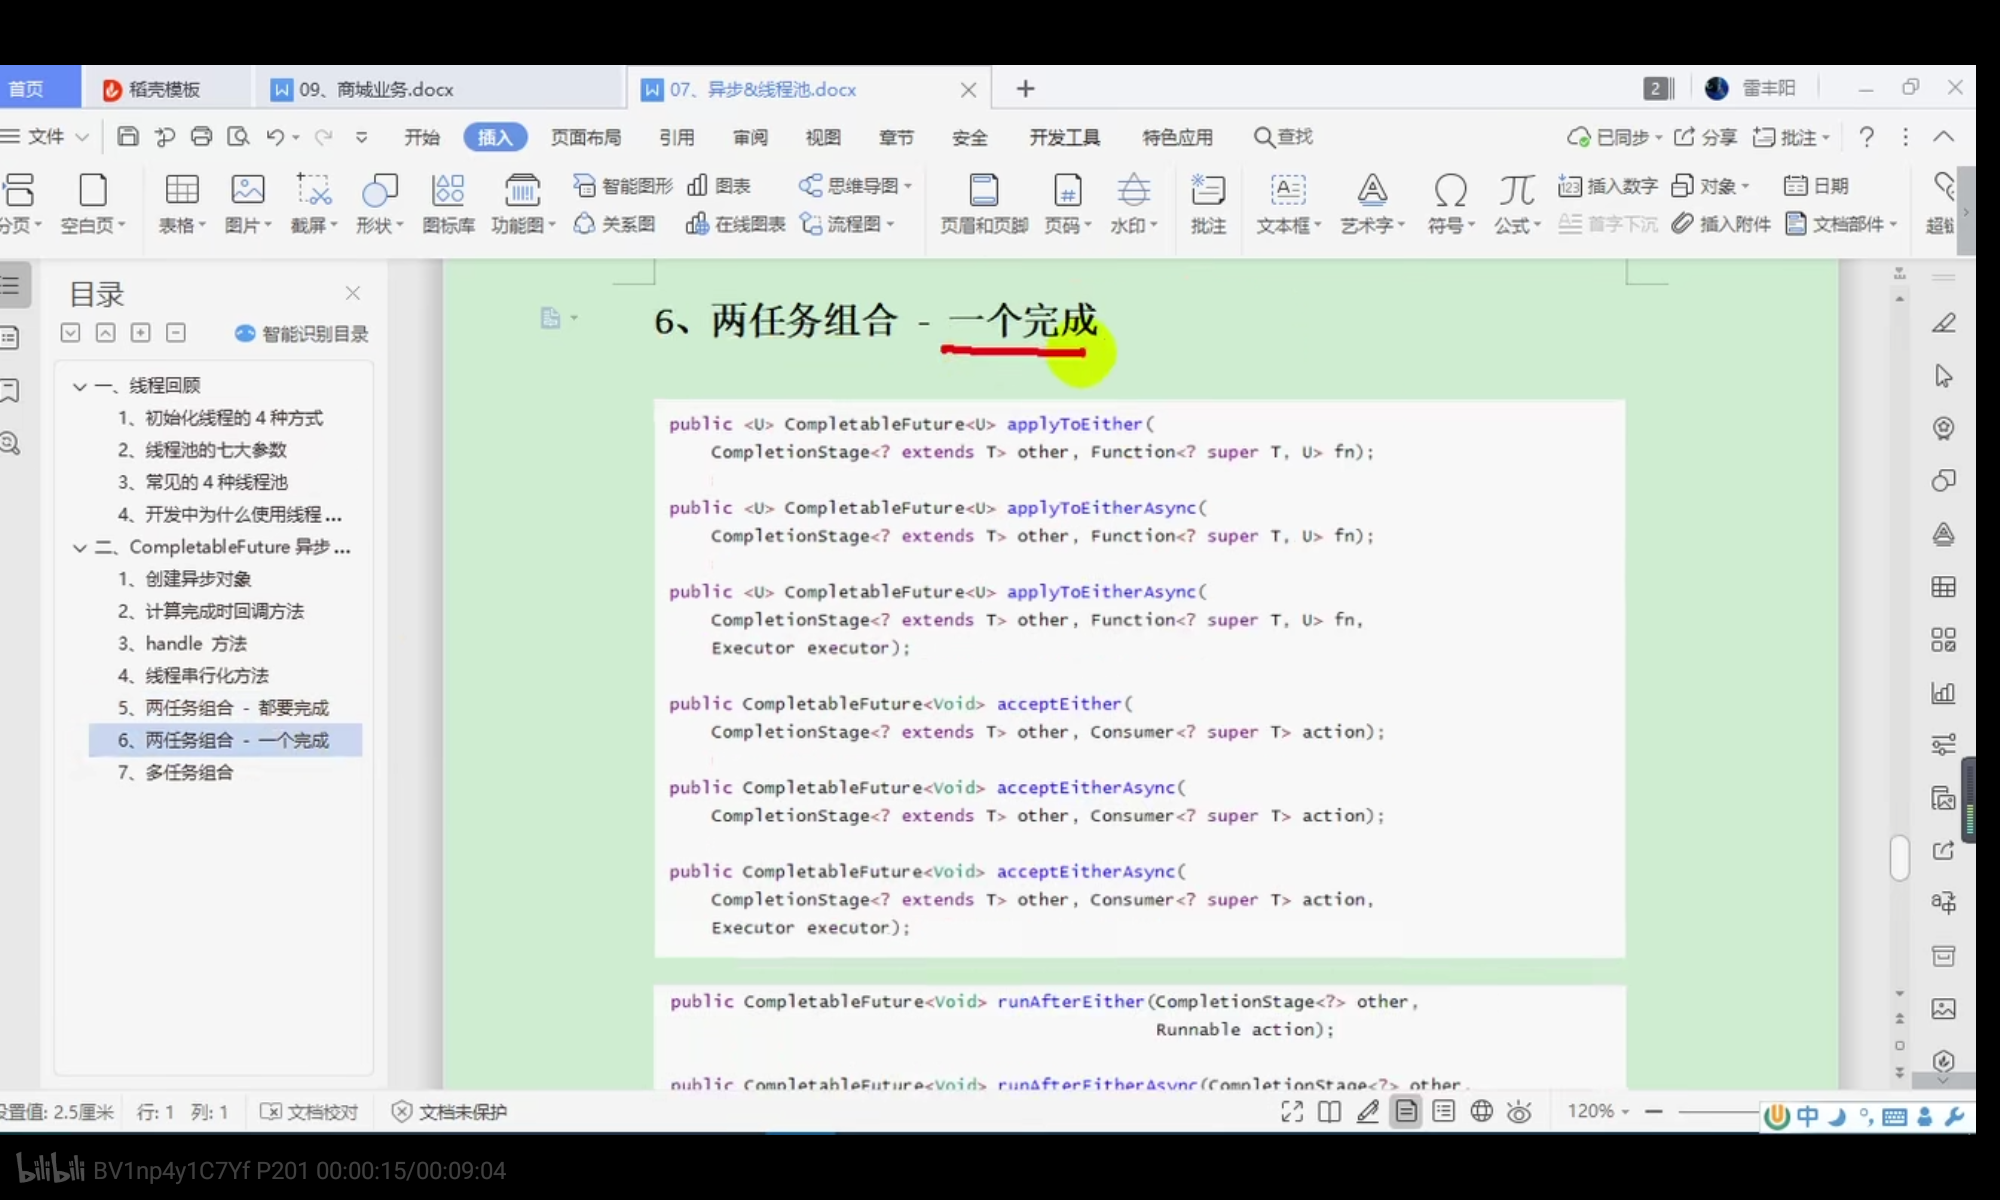 首页
稻壳模板
09、商城业务.docx
07、异步&线程池.docx
2
雷丰阳
文件
开始
插入
页面布局
引用
审阅
视图
章节
安全
开发工具
特色应用
查找
已同步
分享
批注
分页
空白页
表格
图片
截屏
形状
图标库
功能图
智能图形
图表
关系图
在线图表
思维导图
流程图
页眉和页脚
页码
水印
批注
文本框
艺术字
符号
公式
插入数字
对象
日期
首字下沉
插入附件
文档部件
目录
智能识别目录
一、线程回顾
1、初始化线程的 4 种方式
2、线程池的七大参数
3、常见的 4 种线程池
4、开发中为什么使用线程...
二、CompletableFuture 异步...
1、创建异步对象
2、计算完成时回调方法
3、handle 方法
4、线程串行化方法
5、两任务组合 - 都要完成
6、两任务组合 - 一个完成
7、多任务组合
6、两任务组合 - 一个完成
public <U> CompletableFuture<U> applyToEither(
CompletionStage<? extends T> other, Function<? super T, U> fn);
public <U> CompletableFuture<U> applyToEitherAsync(
CompletionStage<? extends T> other, Function<? super T, U> fn);
public <U> CompletableFuture<U> applyToEitherAsync(
CompletionStage<? extends T> other, Function<? super T, U> fn,
Executor executor);
public CompletableFuture<Void> acceptEither(
CompletionStage<? extends T> other, Consumer<? super T> action);
public CompletableFuture<Void> acceptEitherAsync(
CompletionStage<? extends T> other, Consumer<? super T> action);
public CompletableFuture<Void> acceptEitherAsync(
CompletionStage<? extends T> other, Consumer<? super T> action,
Executor executor);
public CompletableFuture<Void> runAfterEither(CompletionStage<?> other,
Runnable action);
public CompletableFuture<Void> runAfterEitherAsync(CompletionStage<?> other,
设置值: 2.5厘米
行: 1
列: 1
文档校对
文档未保护
120%
中
bilibili BV1np4y1C7Yf P201 00:00:15/00:09:04